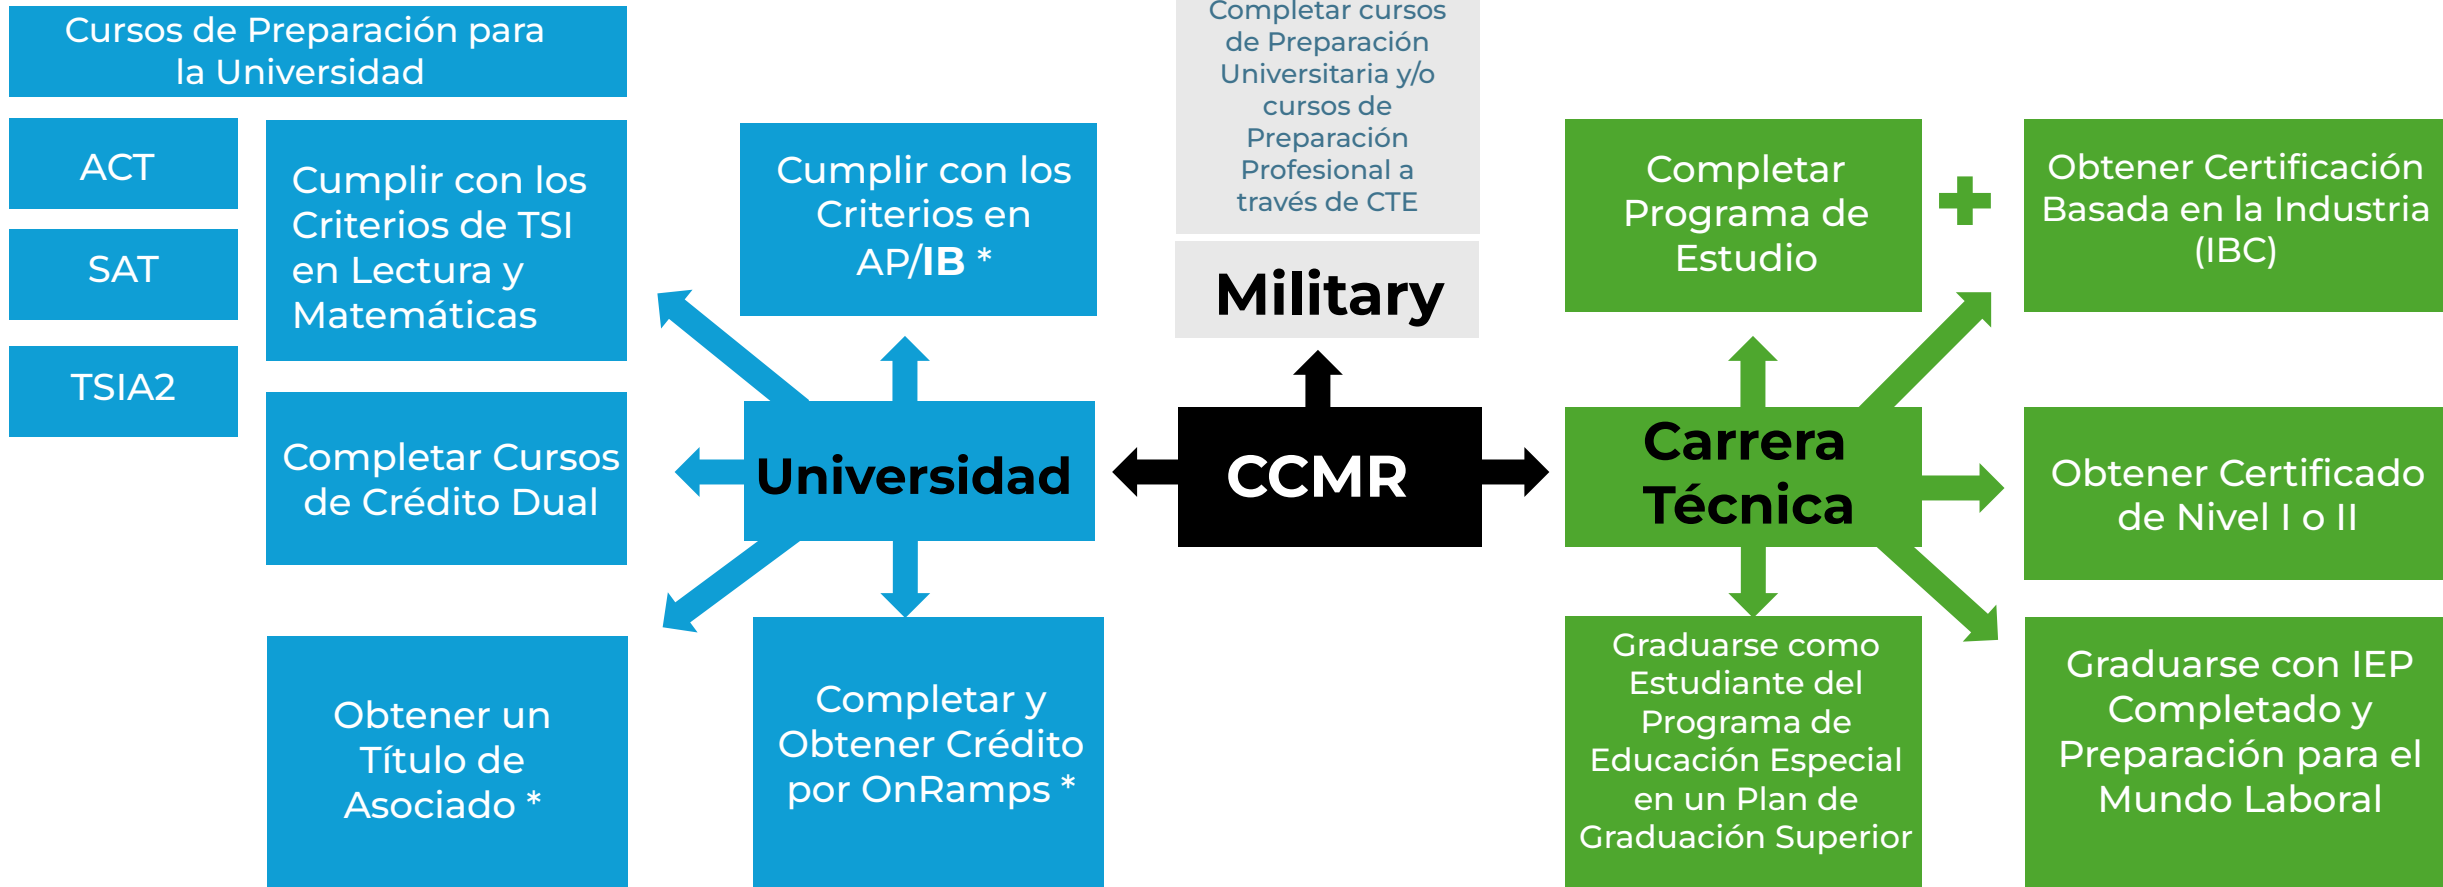 Cursos de Preparación para
la Universidad
ACT
SAT
TSIA2
Cumplir con los
Criterios de TSI
en Lectura y
Matemáticas
Completar Cursos
de Crédito Dual
Obtener un
Título de
Asociado *
Cumplir con los
Criterios en
AP/IB *
Universidad
Completar y
Obtener Crédito
por OnRamps *
Completar cursos
de Preparación
Universitaria y/o
cursos de
Preparación
Profesional a
través de CTE
Military
CCMR
Completar
Programa de
Estudio
Carrera
Técnica
Graduarse como
Estudiante del
Programa de
Educación Especial
en un Plan de
Graduación Superior
Obtener Certificación
Basada en la Industria
(IBC)
Obtener Certificado
de Nivel I o II
Graduarse con IEP
Completado y
Preparación para el
Mundo Laboral